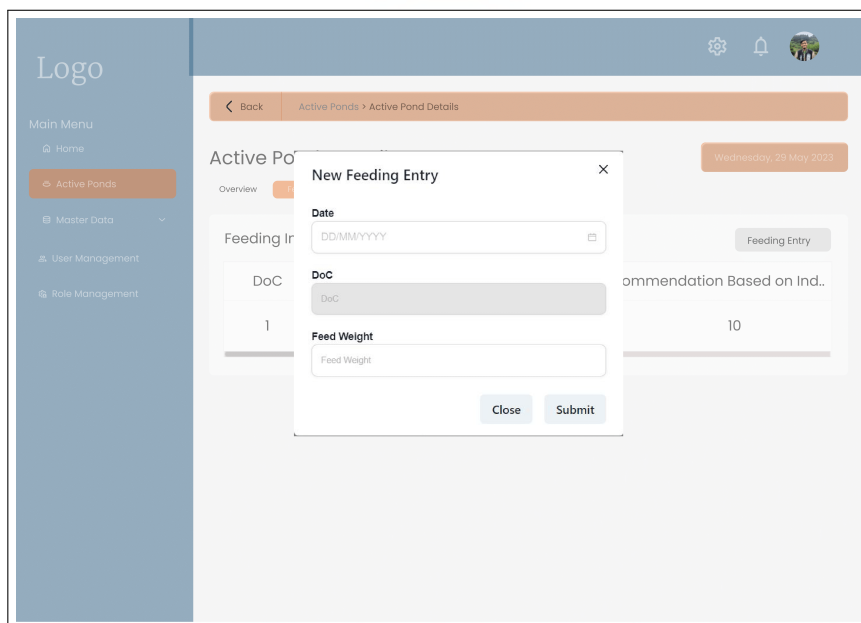 Logo
Main Menu
Home
Active Ponds
Master Data
User Management
Role Management
Back
Active Ponds > Active Pond Details
Active Po
Wednesday, 29 May 2023
Overview
New Feeding Entry
Date
DD/MM/YYYY
DoC
DoC
Feed Weight
Feed Weight
Close
Submit
Feeding In
Feeding Entry
DoC
ommendation Based on Ind..
1
10